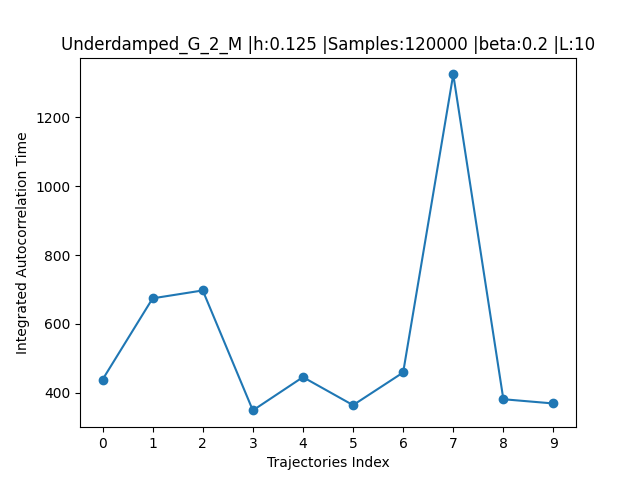 Underdamped_G_2_M |h:0.125 |Samples:120000 |beta:0.2 |L:10
Integrated Autocorrelation Time
1200
1000
800
600
400
0 1 2 3 4 5 6 7 8 9
Trajectories Index